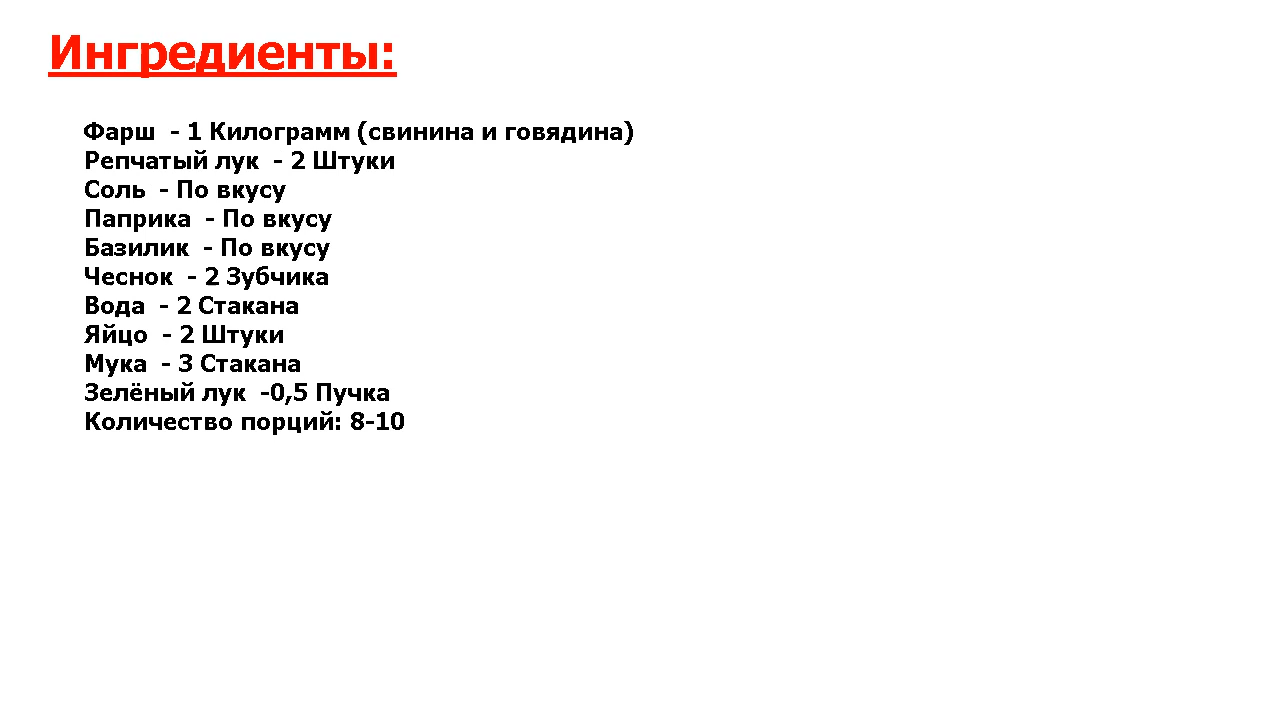 Ингредиенты:
Фарш  - 1 Килограмм (свинина и говядина)
Репчатый лук  - 2 Штуки
Соль  - По вкусу
Паприка  - По вкусу
Базилик  - По вкусу
Чеснок  - 2 Зубчика
Вода  - 2 Стакана
Яйцо  - 2 Штуки
Мука  - 3 Стакана
Зелёный лук  -0,5 Пучка
Количество порций: 8-10